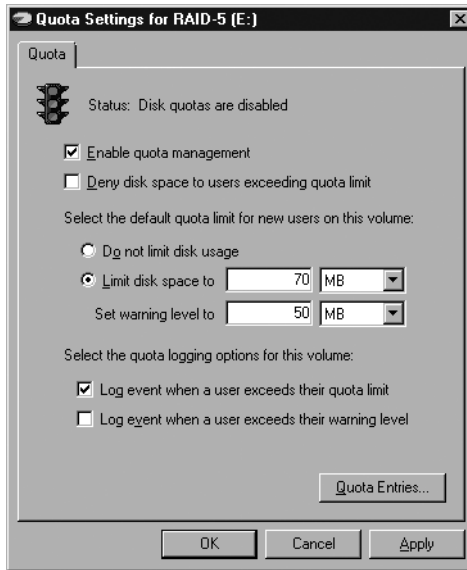 Quota Settings for RAID-5 (E:)
Quota
Status: Disk quotas are disabled
Enable quota management
Deny disk space to users exceeding quota limit
Select the default quota limit for new users on this volume:
Do not limit disk usage
Limit disk space to 70 MB
Set warning level to 50 MB
Select the quota logging options for this volume:
Log event when a user exceeds their quota limit
Log event when a user exceeds their warning level
Quota Entries...
OK Cancel Apply